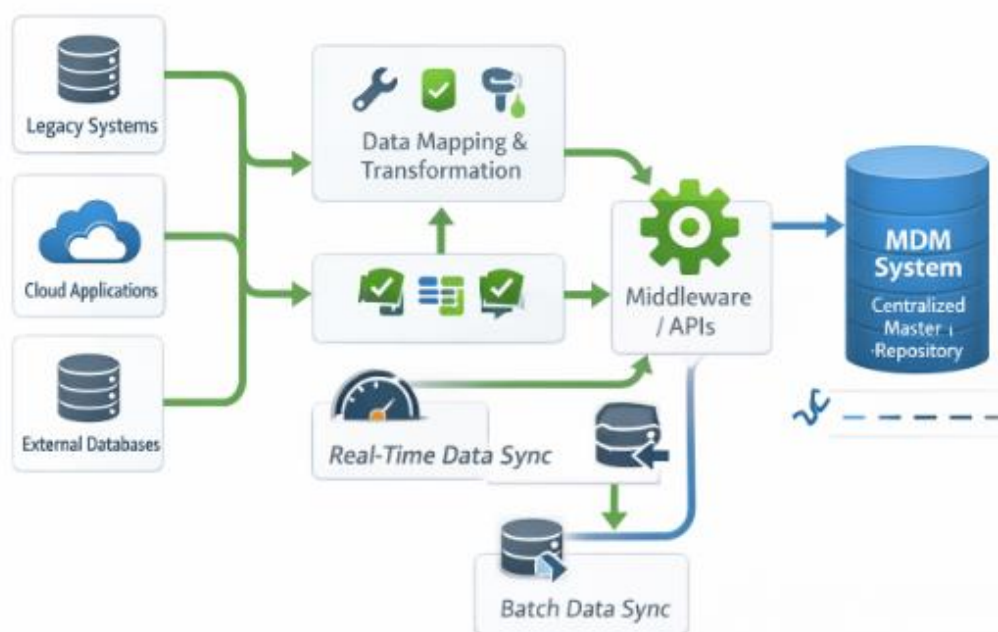 Legacy Systems
Cloud Applications
External Databases
Data Mapping &
Transformation
Middleware
/ APIs
Real-Time Data Sync
Batch Data Sync
MDM
System
Centralized
Master
Repository